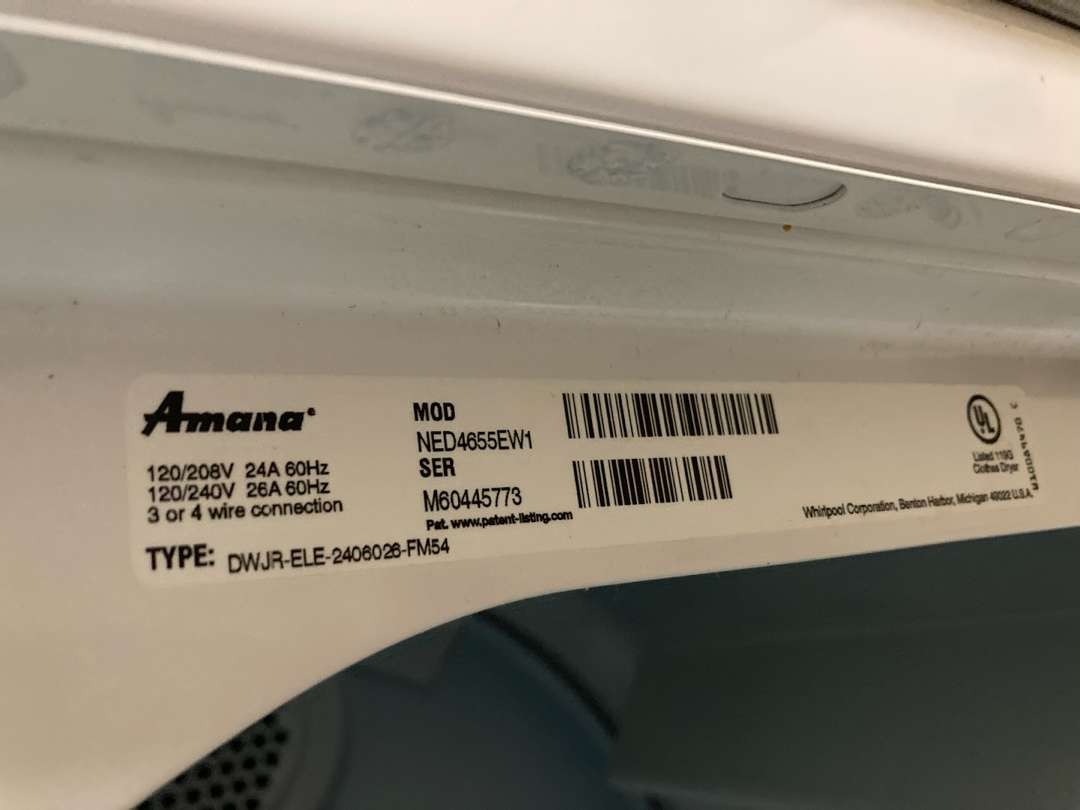 Amana
120/208V 24A 60Hz
120/240V 26A 60Hz
3 or 4 wire connection
TYPE: DWJR-ELE-2406026-FM54
MOD
NED4655EW1
SER
M60445773
Pat. www.patent-listing.com
UL
Listed 119G
Clothes Dryer
Whirlpool Corporation, Benton Harbor, Michigan 49022 U.S.A.